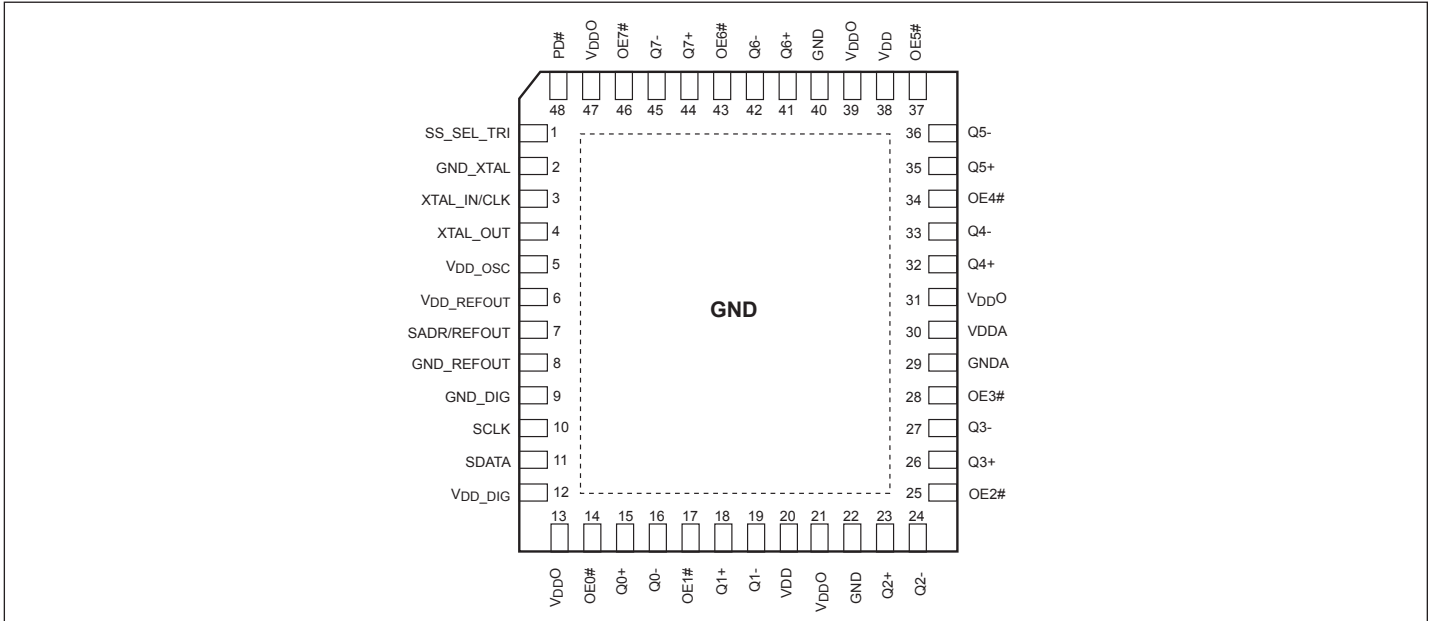 PD#
VDDO
OE7#
Q7-
Q7+
OE6#
Q6-
Q6+
GND
VDDO
VDD
OE5#
48
47
46
45
44
43
42
41
40
39
38
37
SS_SEL_TRI 1
GND_XTAL 2
XTAL_IN/CLK 3
XTAL_OUT 4
VDD_OSC 5
VDD_REFOUT 6
SADR/REFOUT 7
GND_REFOUT 8
GND_DIG 9
SCLK 10
SDATA 11
VDD_DIG 12
GND
36 Q5-
35 Q5+
34 OE4#
33 Q4-
32 Q4+
31 VDDO
30 VDDA
29 GNDA
28 OE3#
27 Q3-
26 Q3+
25 OE2#
13
14
15
16
17
18
19
20
21
22
23
24
VDDO
OE0#
Q0+
Q0-
OE1#
Q1+
Q1-
VDD
VDDO
GND
Q2+
Q2-